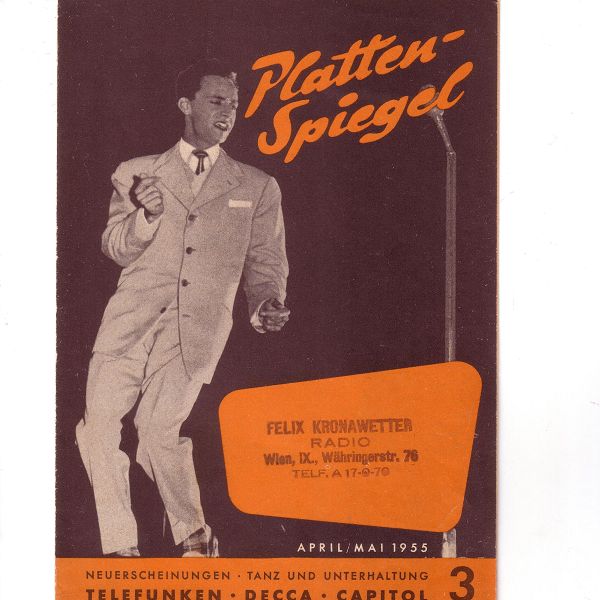 Platten-
Spiegel
FELIX KRONAWETTER
RADIO
Wien, IX., Währingerstr. 76
TELF. A 17-0-70
APRIL/MAI 1955
NEUERSCHEINUNGEN · TANZ UND UNTERHALTUNG
TELEFUNKEN · DECCA · CAPITOL
3